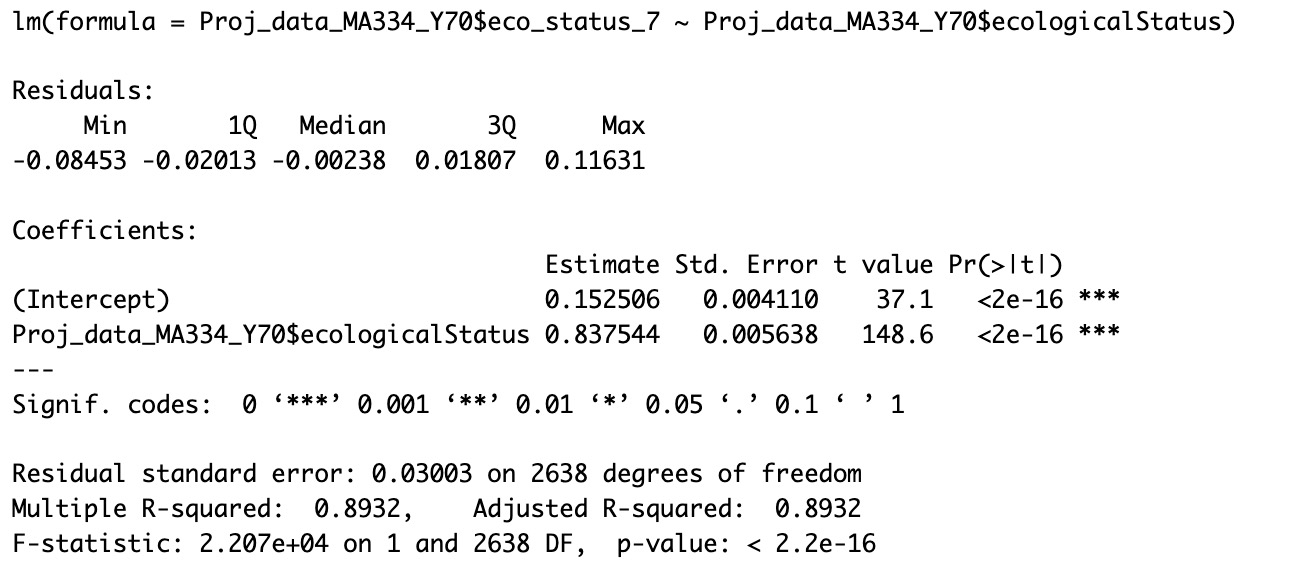 lm(formula = Proj_data_MA334_Y70$eco_status_7 ~ Proj_data_MA334_Y70$ecologicalStatus)
Residuals:
Min 1Q Median 3Q Max
-0.08453 -0.02013 -0.00238 0.01807 0.11631
Coefficients:
Estimate Std. Error t value Pr(>|t|)
(Intercept) 0.152506 0.004110 37.1 <2e-16 ***
Proj_data_MA334_Y70$ecologicalStatus 0.837544 0.005638 148.6 <2e-16 ***
---
Signif. codes: 0 ‘***’ 0.001 ‘**’ 0.01 ‘*’ 0.05 ‘.’ 0.1 ‘ ’ 1
Residual standard error: 0.03003 on 2638 degrees of freedom
Multiple R-squared: 0.8932, Adjusted R-squared: 0.8932
F-statistic: 2.207e+04 on 1 and 2638 DF, p-value: < 2.2e-16